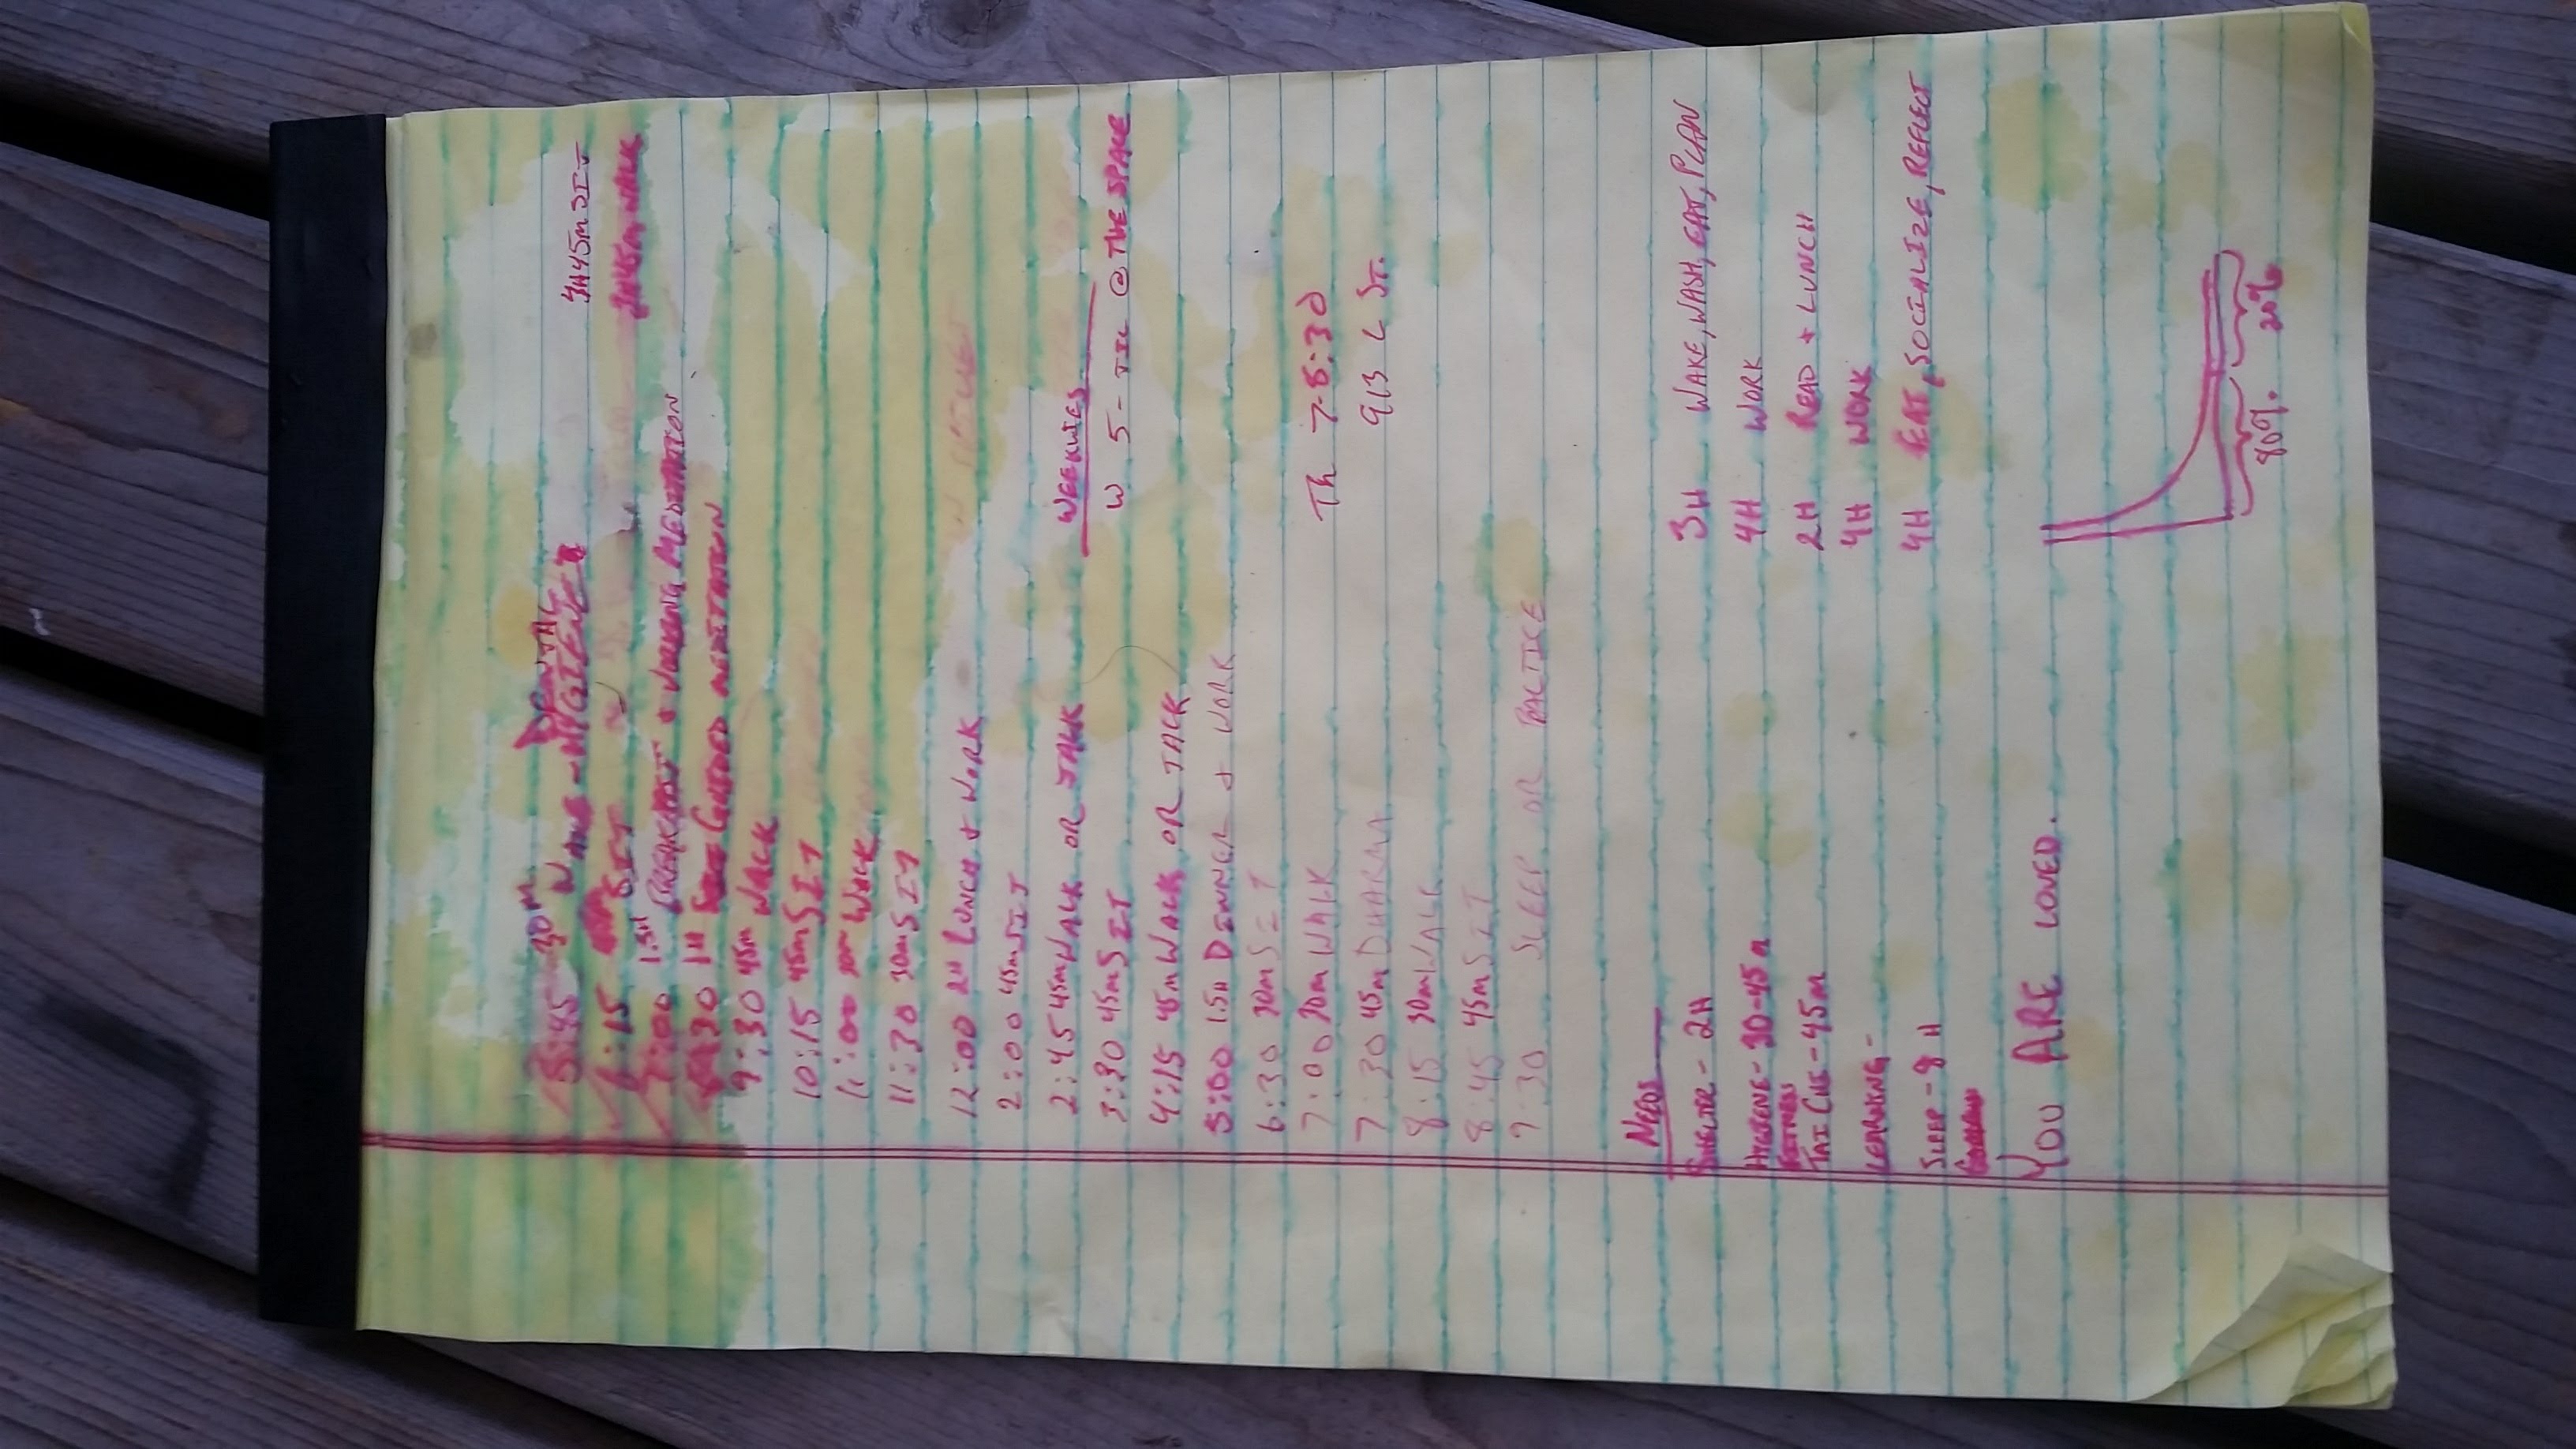 DENTAL
5:45 30M WAKE - HYGIENE
6:15 SIT
7:00 1.5H BREAKFAST + WORKING MEDITATION
8:30 1H GUIDED MEDITATION
9:30 45m WALK
10:15 45m SIT
11:00 30m WALK
11:30 30m SIT
12:00 2H LUNCH + WORK
2:00 45m SIT
2:45 45m WALK OR TALK
3:30 45m SIT
4:15 45m WALK OR TALK
5:00 1.5H DINNER + WORK
6:30 30m SIT
7:00 30m WALK
7:30 45m DHARMA
8:15 30m WALK
8:45 45m SIT
9:30 SLEEP OR PACTICE
45m SIT
3H45m WALK
WEEKLIES
W 5- TIL @ THE SPACE
Th 7-8:30
913 L ST.
NEEDS
SHELTER - 2H
HYGIENE - 30-45m
FITNESS
TAI CHI - 45m
LEARNING -
SLEEP - 8 H
3H WAKE, WASH, EAT, PLAN
4H WORK
2H READ + LUNCH
4H WORK
4H EAT, SOCIALIZE, REFLECT
YOU ARE LOVED.
80% 20%